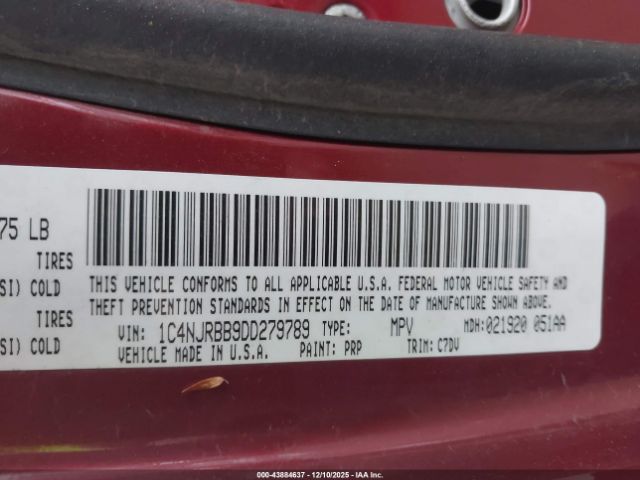 75 LB
TIRES
SI) COLD
TIRES
SI) COLD
THIS VEHICLE CONFORMS TO ALL APPLICABLE U.S.A. FEDERAL MOTOR VEHICLE SAFETY AND
THEFT PREVENTION STANDARDS IN EFFECT ON THE DATE OF MANUFACTURE SHOWN ABOVE.
VIN: 1C4NJRBB9DD279789 TYPE: MPV MDH:021920 051AA
VEHICLE MADE IN U.S.A. PAINT: PRP TRIM: C7DV
000-43884637 - 12/10/2025 - IAA Inc.